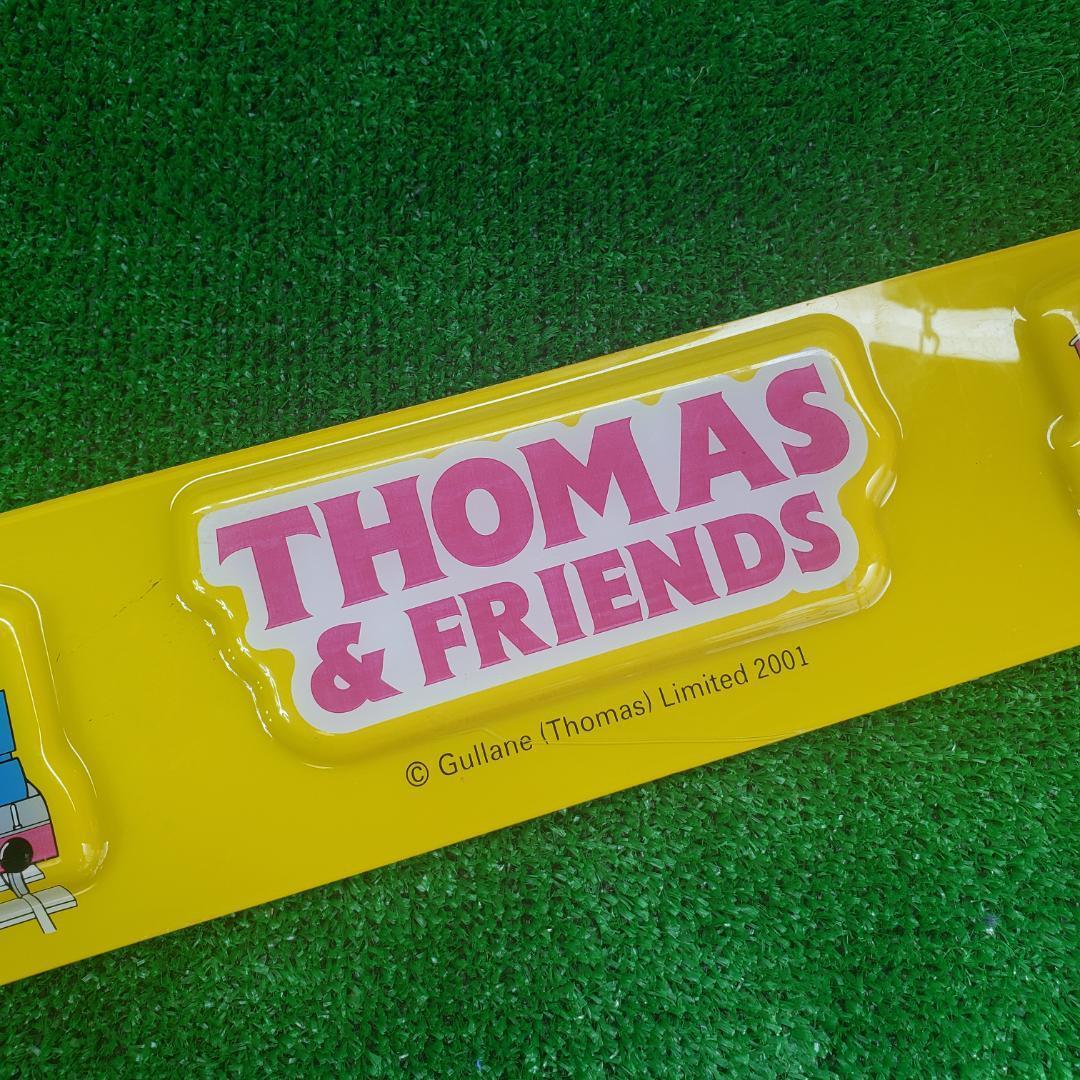 THOMAS
& FRIENDS
© Gullane (Thomas) Limited 2001